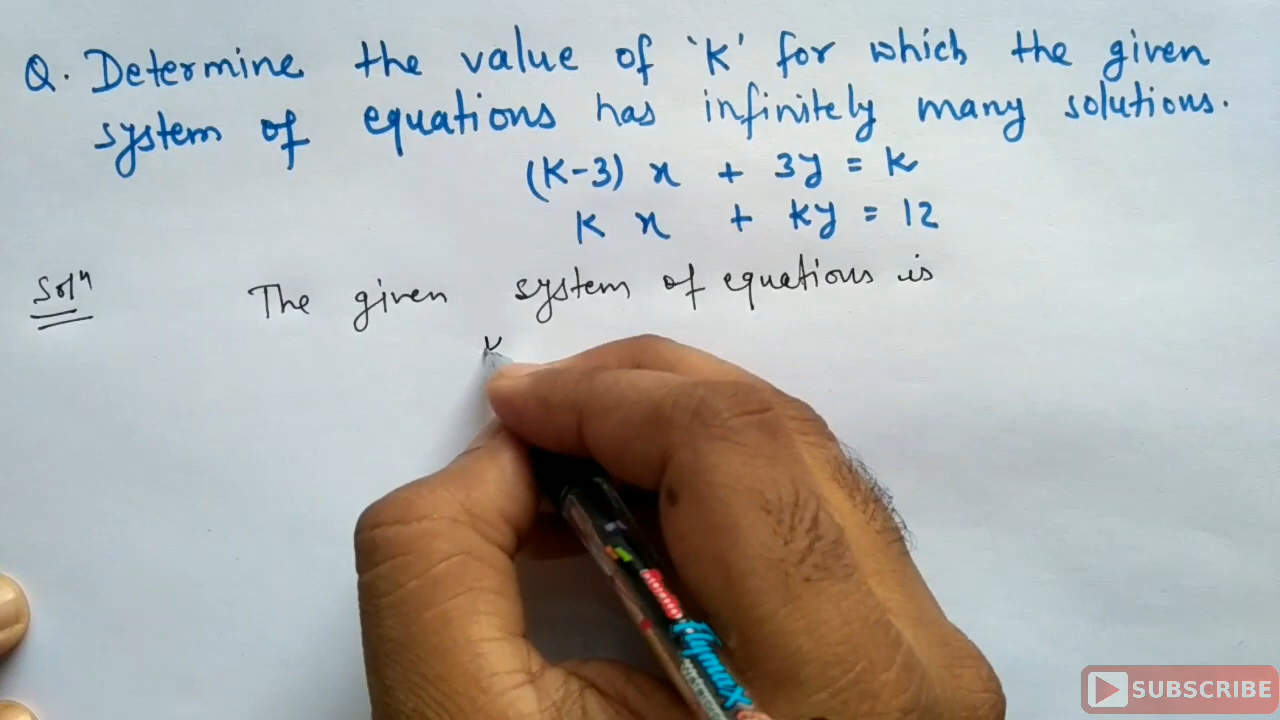 Q. Determine the value of 'K' for which the given
system of equations has infinitely many solutions.
(K-3) x + 3y = k
K x + ky = 12
Solⁿ The given system of equations is
SUBSCRIBE